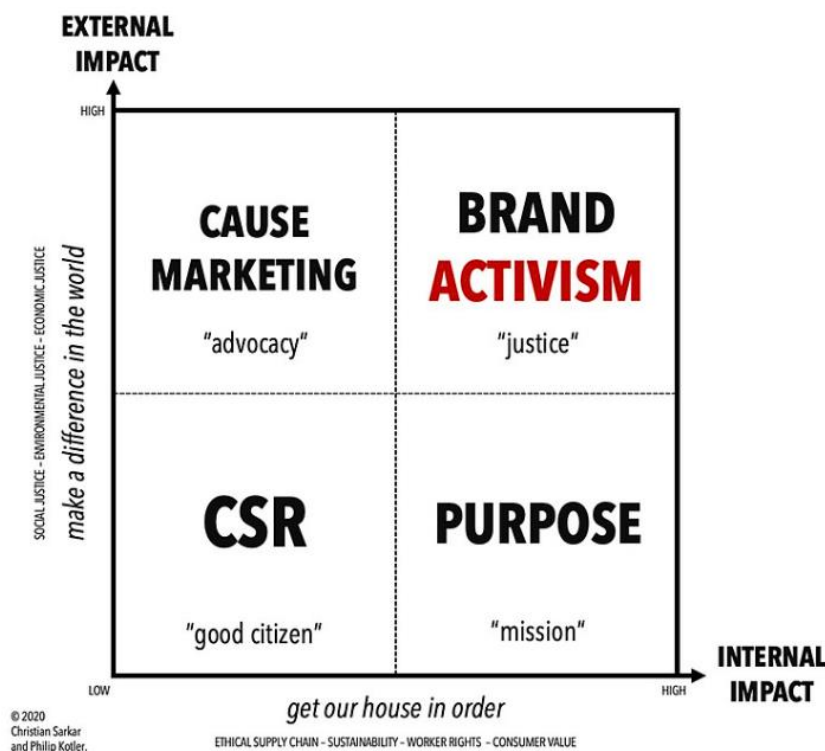 EXTERNAL
IMPACT
HIGH
CAUSE
MARKETING
"advocacy"
BRAND
ACTIVISM
"justice"
SOCIAL JUSTICE – ENVIRONMENTAL JUSTICE – ECONOMIC JUSTICE
make a difference in the world
CSR
"good citizen"
PURPOSE
"mission"
LOW
get our house in order
HIGH
INTERNAL
IMPACT
ETHICAL SUPPLY CHAIN – SUSTAINABILITY – WORKER RIGHTS – CONSUMER VALUE
© 2020
Christian Sarkar
and Philip Kotler.